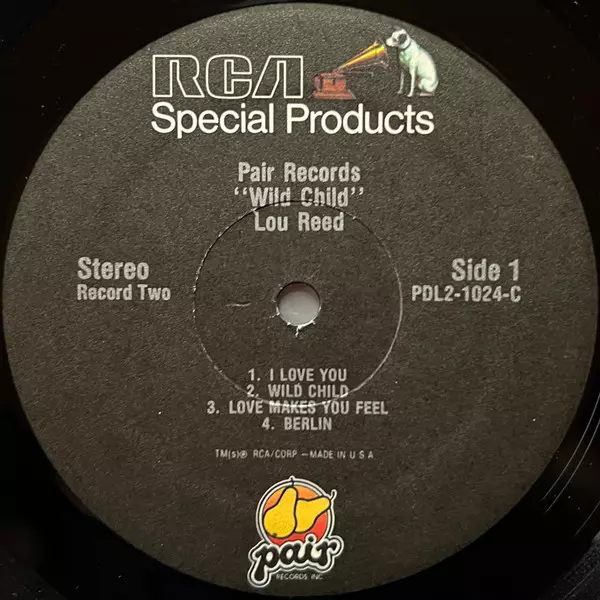 RCA
Special Products
Pair Records
"Wild Child"
Lou Reed
Stereo
Record Two
Side 1
PDL2-1024-C
1. I LOVE YOU
2. WILD CHILD
3. LOVE MAKES YOU FEEL
4. BERLIN
TM(s)® RCA/CORP — MADE IN U S A
pair
RECORDS, INC.